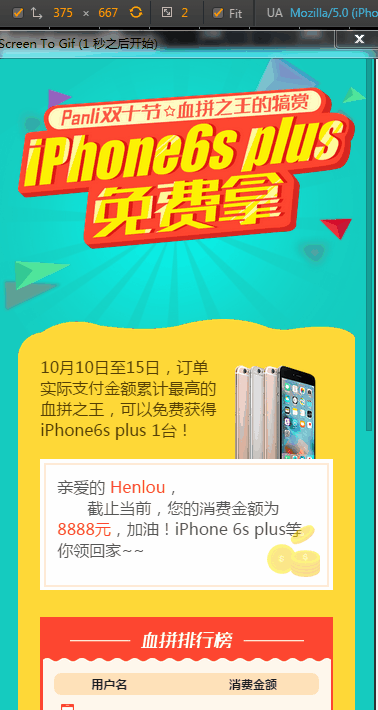 375 × 667 2 Fit UA Mozilla/5.0 (iPho
Screen To Gif (1 秒之后开始)
Panli双十节☆血拼之王的犒赏
iPhone6s plus
免费拿
10月10日至15日，订单
实际支付金额累计最高的
血拼之王，可以免费获得
iPhone6s plus 1台！
亲爱的 Henlou，
截止当前，您的消费金额为
8888元，加油！iPhone 6s plus等
你领回家~~
血拼排行榜
用户名 消费金额